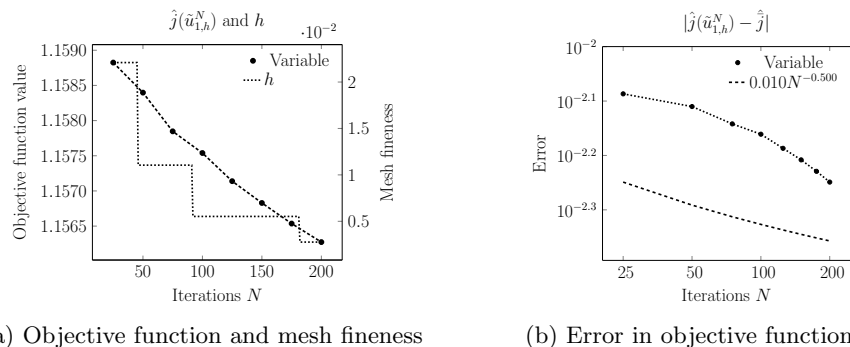 ĵ(ũ^N_{1,h}) and h
·10^{-2}
1.1590
1.1585
1.1580
1.1575
1.1570
1.1565
Objective function value
Variable
h
2
1.5
1
0.5
Mesh fineness
50 100 150 200
Iterations N
(a) Objective function and mesh fineness
|ĵ(ũ^N_{1,h}) − \hat{\bar{j}}|
10^{-2}
10^{-2.1}
10^{-2.2}
10^{-2.3}
Error
Variable
0.010N^{-0.500}
25 50 100 200
Iterations N
(b) Error in objective function